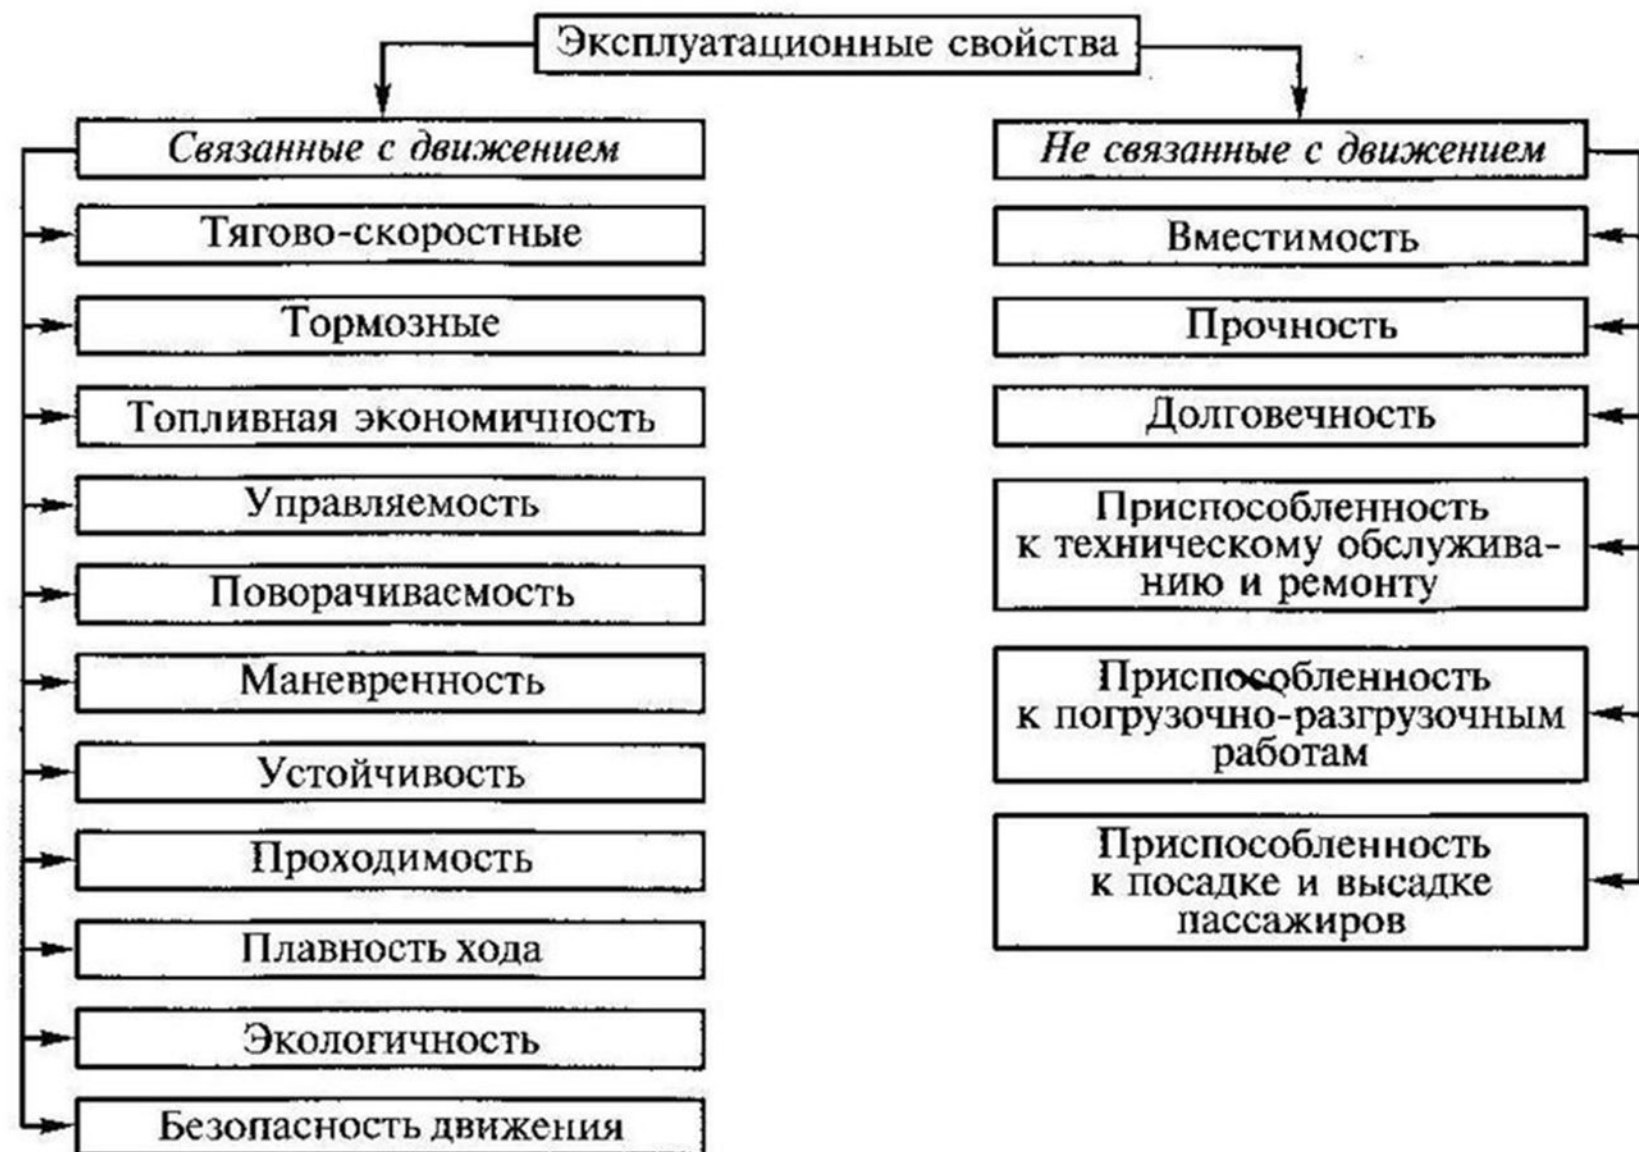 Эксплуатационные свойства
Связанные с движением
Тягово-скоростные
Тормозные
Топливная экономичность
Управляемость
Поворачиваемость
Маневренность
Устойчивость
Проходимость
Плавность хода
Экологичность
Безопасность движения
Не связанные с движением
Вместимость
Прочность
Долговечность
Приспособленность
к техническому обслужива-
нию и ремонту
Приспособленность
к погрузочно-разгрузочным
работам
Приспособленность
к посадке и высадке
пассажиров